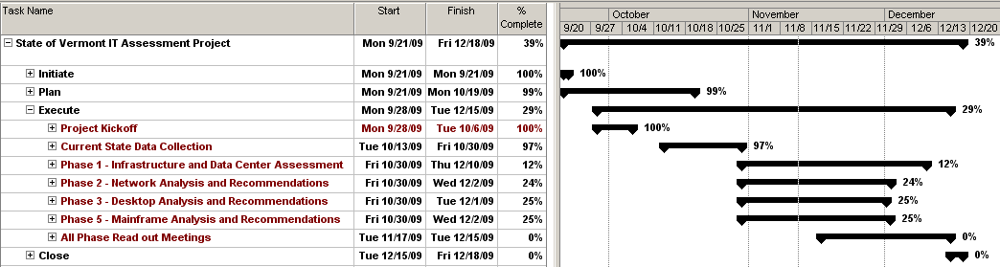 Task Name Start Finish % Complete October November December
9/20 9/27 10/4 10/11 10/18 10/25 11/1 11/8 11/15 11/22 11/29 12/6 12/13 12/20
State of Vermont IT Assessment Project Mon 9/21/09 Fri 12/18/09 39% 39%
Initiate Mon 9/21/09 Mon 9/21/09 100% 100%
Plan Mon 9/21/09 Mon 10/19/09 99% 99%
Execute Mon 9/28/09 Tue 12/15/09 29% 29%
Project Kickoff Mon 9/28/09 Tue 10/6/09 100% 100%
Current State Data Collection Tue 10/13/09 Fri 10/30/09 97% 97%
Phase 1 - Infrastructure and Data Center Assessment Fri 10/30/09 Thu 12/10/09 12% 12%
Phase 2 - Network Analysis and Recommendations Fri 10/30/09 Wed 12/2/09 24% 24%
Phase 3 - Desktop Analysis and Recommendations Fri 10/30/09 Tue 12/1/09 25% 25%
Phase 5 - Mainframe Analysis and Recommendations Fri 10/30/09 Wed 12/2/09 25% 25%
All Phase Read out Meetings Tue 11/17/09 Tue 12/15/09 0% 0%
Close Tue 12/15/09 Fri 12/18/09 0% 0%